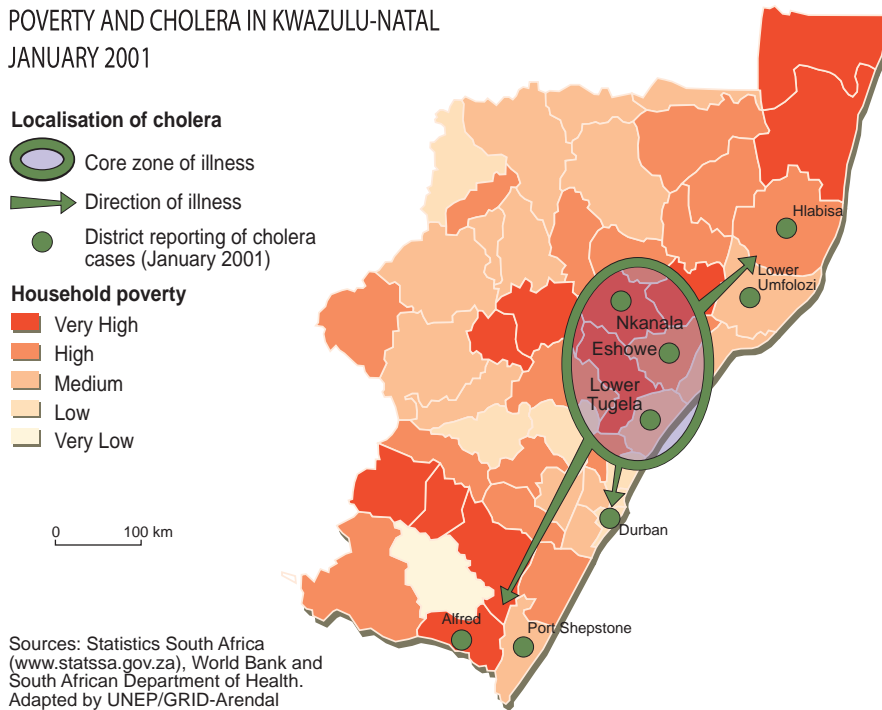 POVERTY AND CHOLERA IN KWAZULU-NATAL
JANUARY 2001
Localisation of cholera
Core zone of illness
Direction of illness
District reporting of cholera
cases (January 2001)
Household poverty
Very High
High
Medium
Low
Very Low
0 100 km
Hlabisa
Lower
Umfolozi
Nkanala
Eshowe
Lower
Tugela
Durban
Alfred
Port Shepstone
Sources: Statistics South Africa
(www.statssa.gov.za), World Bank and
South African Department of Health.
Adapted by UNEP/GRID-Arendal